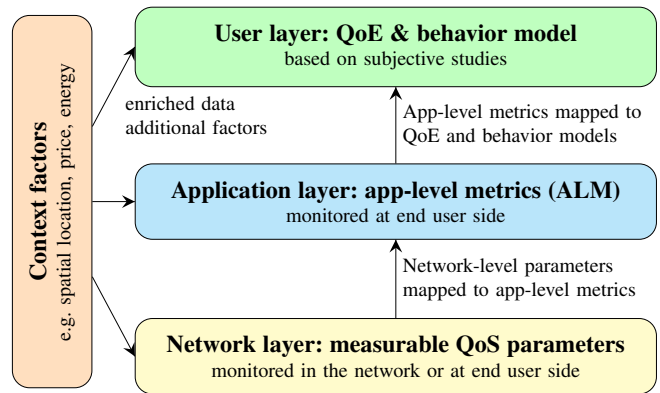 User layer: QoE & behavior model
based on subjective studies
enriched data
additional factors
App-level metrics mapped to
QoE and behavior models
Context factors
e.g. spatial location, price, energy
Application layer: app-level metrics (ALM)
monitored at end user side
Network-level parameters
mapped to app-level metrics
Network layer: measurable QoS parameters
monitored in the network or at end user side